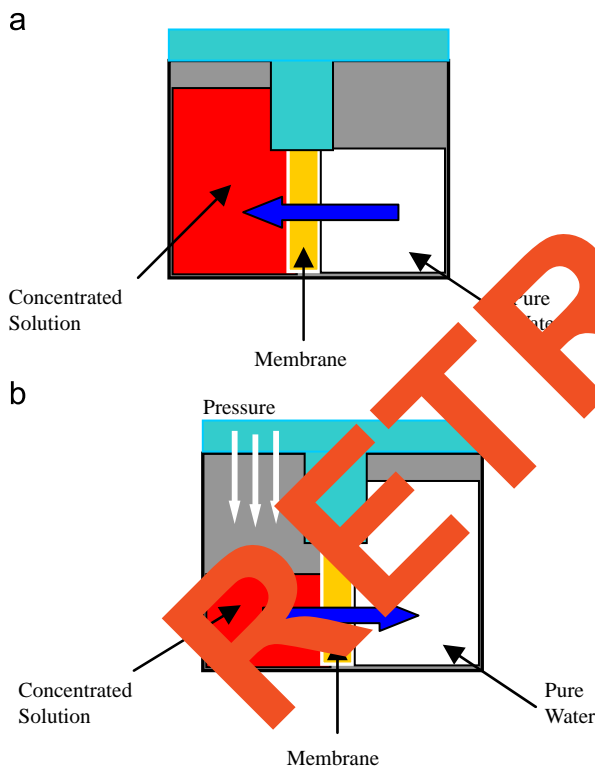 a
Concentrated
Solution
Membrane
b
Pressure
RETR
Concentrated
Solution
Pure
Water
Membrane